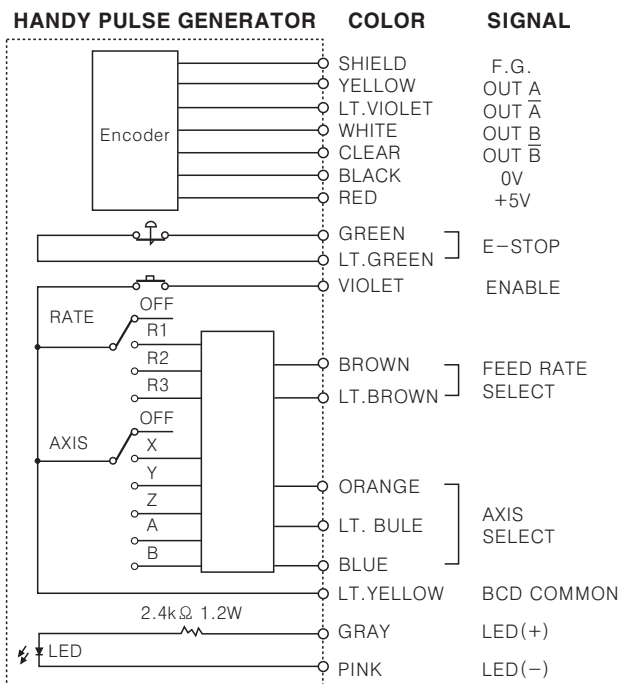 HANDY PULSE GENERATOR COLOR SIGNAL
Encoder
SHIELD F.G.
YELLOW OUT A
LT.VIOLET OUT A̅
WHITE OUT B
CLEAR OUT B̅
BLACK 0V
RED +5V
GREEN
LT.GREEN
E-STOP
VIOLET ENABLE
RATE
OFF
R1
R2
R3
BROWN
LT.BROWN
FEED RATE
SELECT
AXIS
OFF
X
Y
Z
A
B
ORANGE
LT. BULE
BLUE
AXIS
SELECT
LT.YELLOW BCD COMMON
2.4kΩ 1.2W
GRAY LED(+)
LED
PINK LED(-)